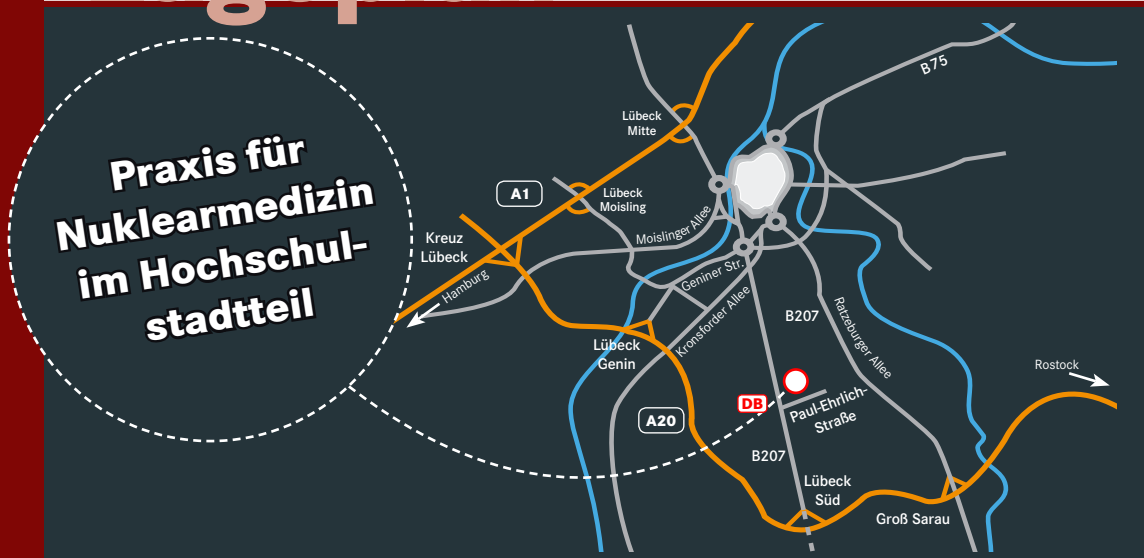 Praxis für
Nuklearmedizin
im Hochschul-
stadtteil
B75
Lübeck
Mitte
A1
Lübeck
Moisling
Moislinger Allee
Kreuz
Lübeck
Hamburg
Geniner Str.
Kronsforder Allee
B207
Ratzeburger Allee
Lübeck
Genin
Rostock
DB
Paul-Ehrlich-
Straße
A20
B207
Lübeck
Süd
Groß Sarau